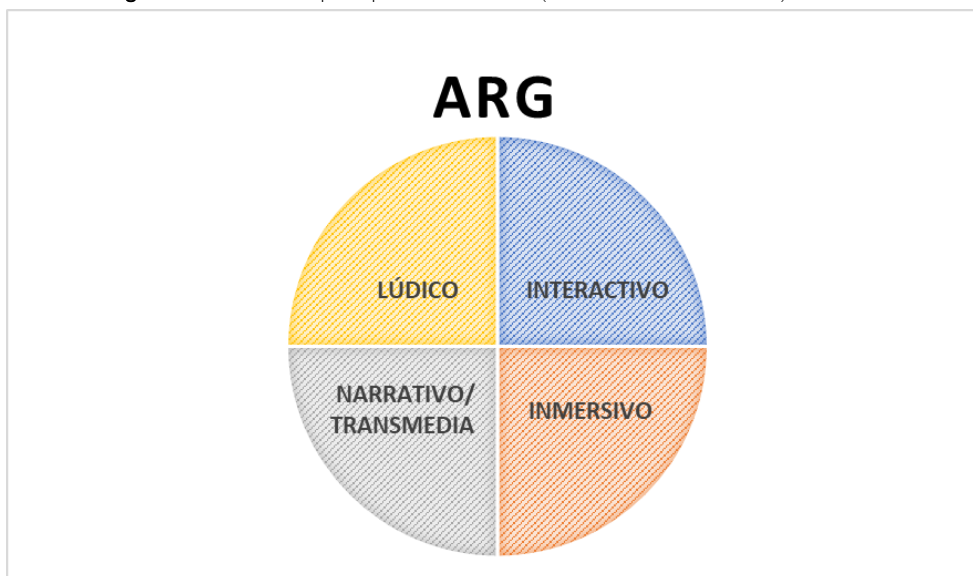 ARG
LÚDICO
INTERACTIVO
NARRATIVO/
TRANSMEDIA
INMERSIVO